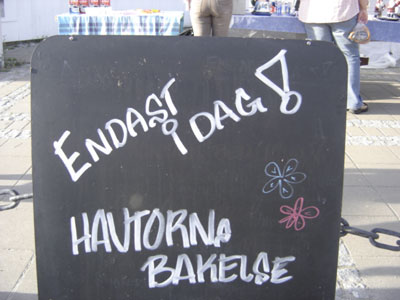 ENDAST
i DAG!
HAVTORNs
BAKELSE